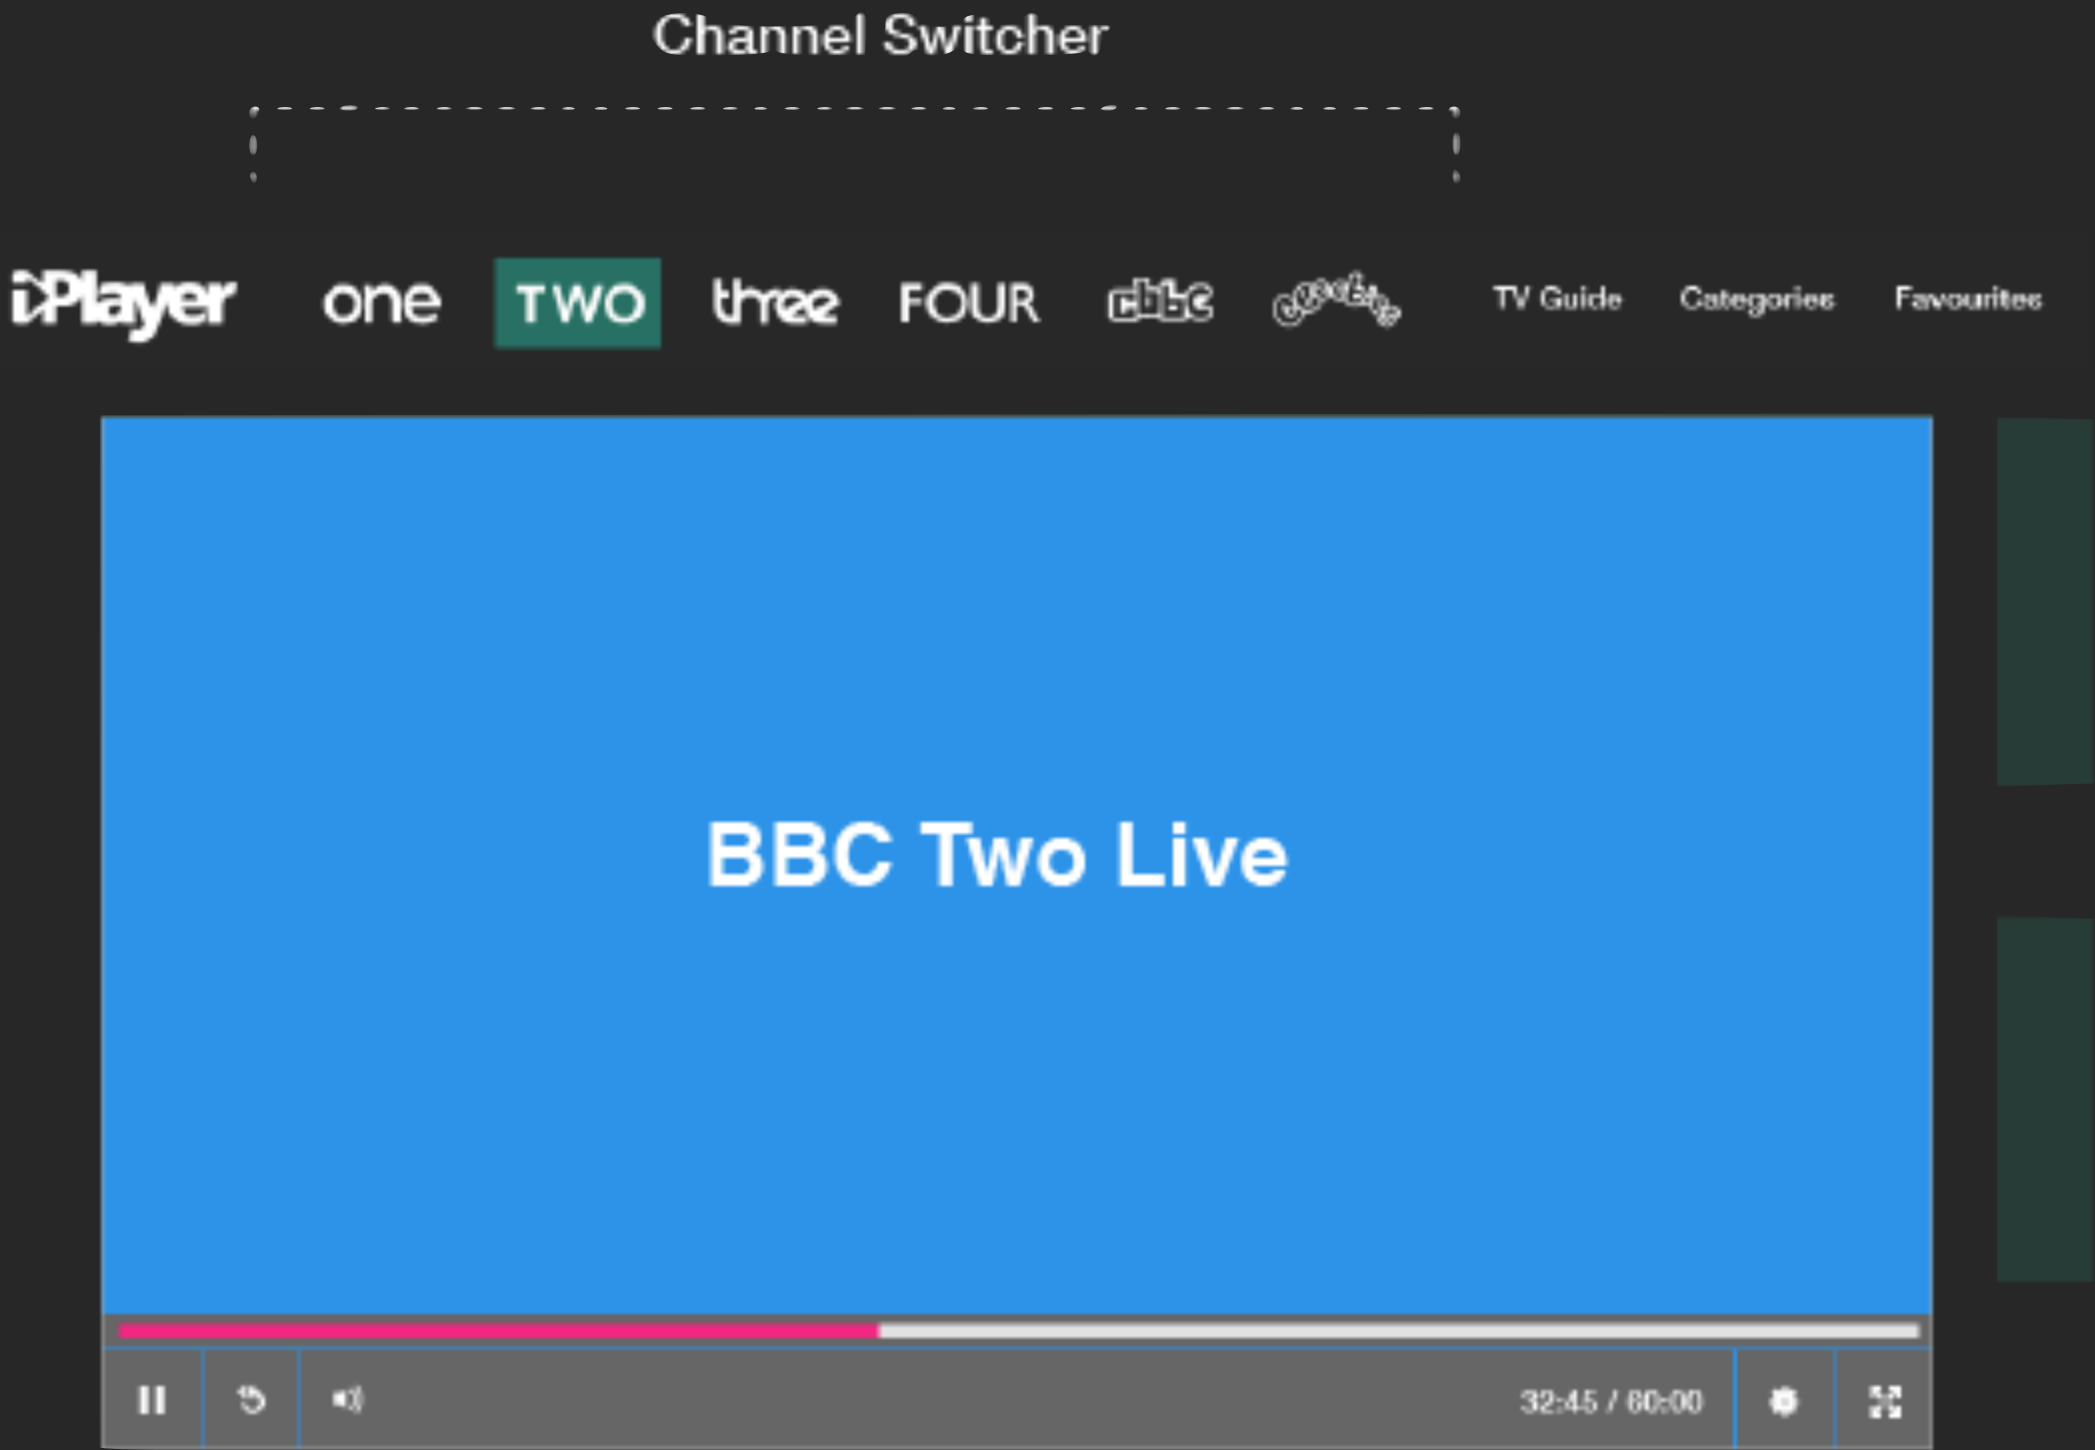 Channel Switcher
iPlayer one TWO three FOUR cbbc cbeebies TV Guide Categories Favourites
BBC Two Live
32:45 / 60:00